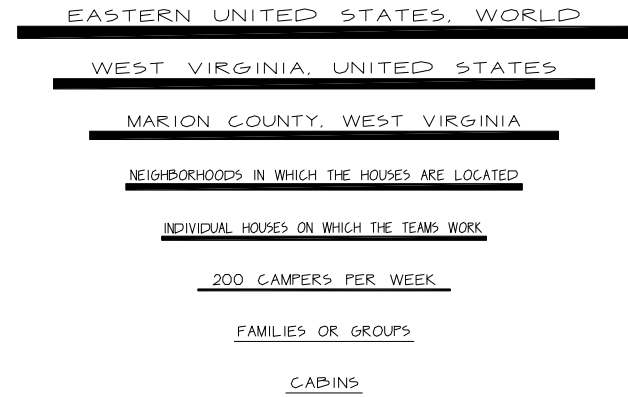 EASTERN UNITED STATES, WORLD
WEST VIRGINIA, UNITED STATES
MARION COUNTY, WEST VIRGINIA
NEIGHBORHOODS IN WHICH THE HOUSES ARE LOCATED
INDIVIDUAL HOUSES ON WHICH THE TEAMS WORK
200 CAMPERS PER WEEK
FAMILIES OR GROUPS
CABINS